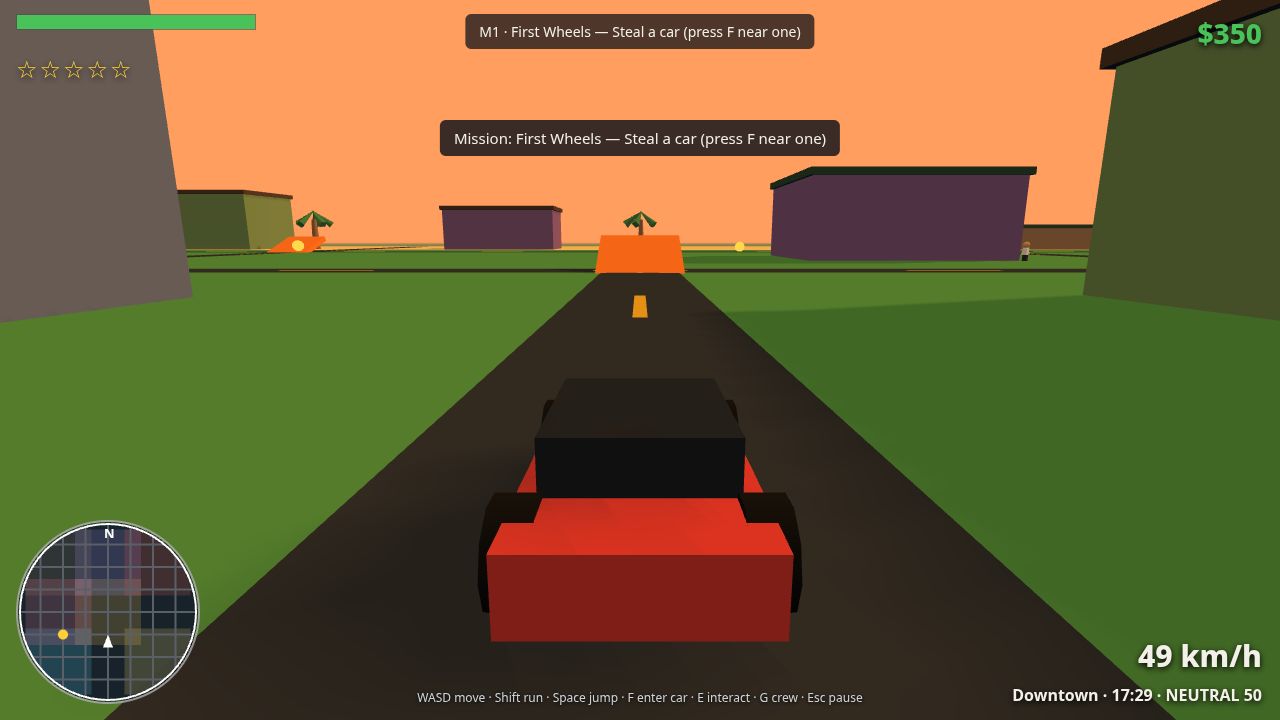 M1 · First Wheels — Steal a car (press F near one)
$350
☆☆☆☆☆
Mission: First Wheels — Steal a car (press F near one)
N
49 km/h
WASD move · Shift run · Space jump · F enter car · E interact · G crew · Esc pause
Downtown · 17:29 · NEUTRAL 50